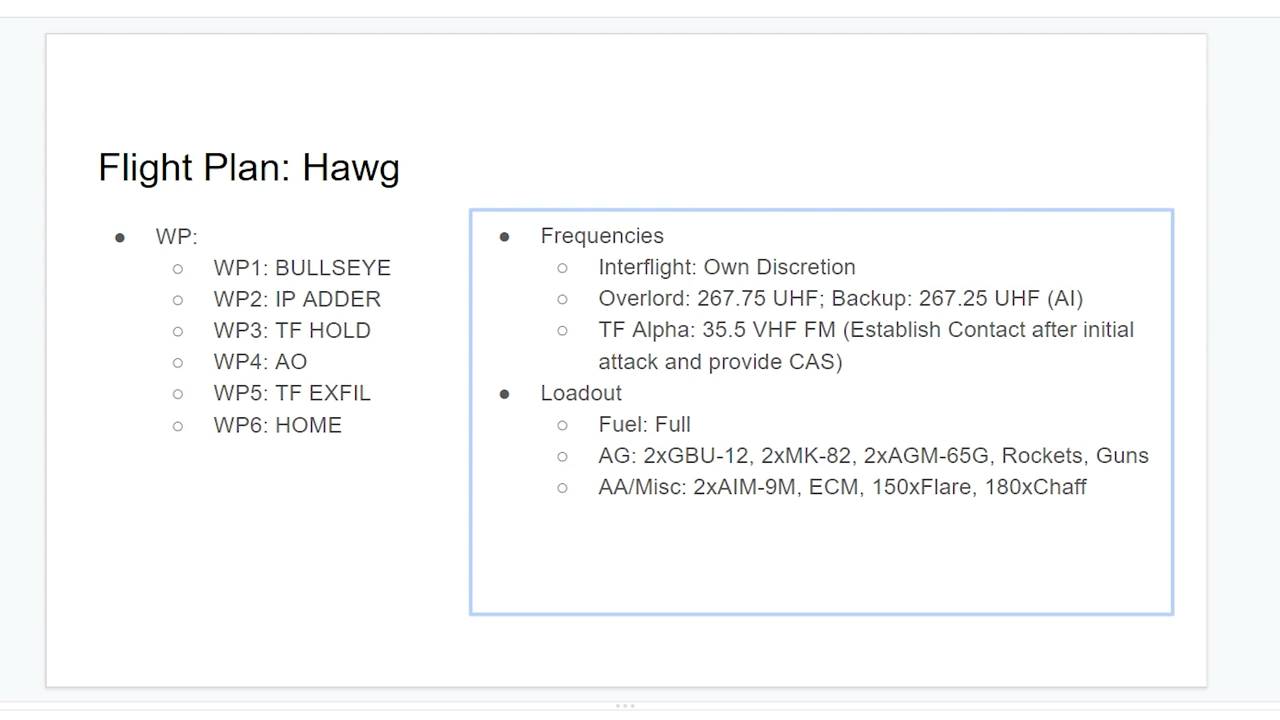 Flight Plan: Hawg
● WP:
○ WP1: BULLSEYE
○ WP2: IP ADDER
○ WP3: TF HOLD
○ WP4: AO
○ WP5: TF EXFIL
○ WP6: HOME
● Frequencies
○ Interflight: Own Discretion
○ Overlord: 267.75 UHF; Backup: 267.25 UHF (AI)
○ TF Alpha: 35.5 VHF FM (Establish Contact after initial
attack and provide CAS)
● Loadout
○ Fuel: Full
○ AG: 2xGBU-12, 2xMK-82, 2xAGM-65G, Rockets, Guns
○ AA/Misc: 2xAIM-9M, ECM, 150xFlare, 180xChaff